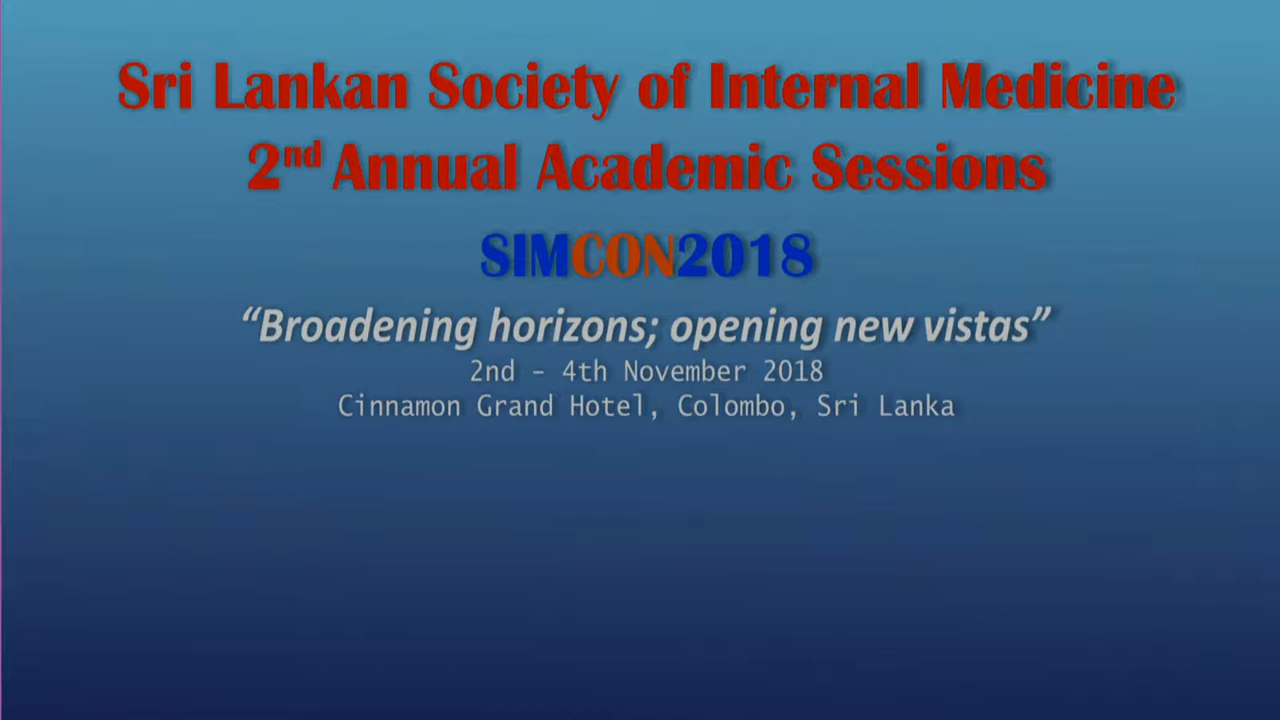 Sri Lankan Society of Internal Medicine
2nd Annual Academic Sessions
SIMCON2018
“Broadening horizons; opening new vistas”
2nd - 4th November 2018
Cinnamon Grand Hotel, Colombo, Sri Lanka